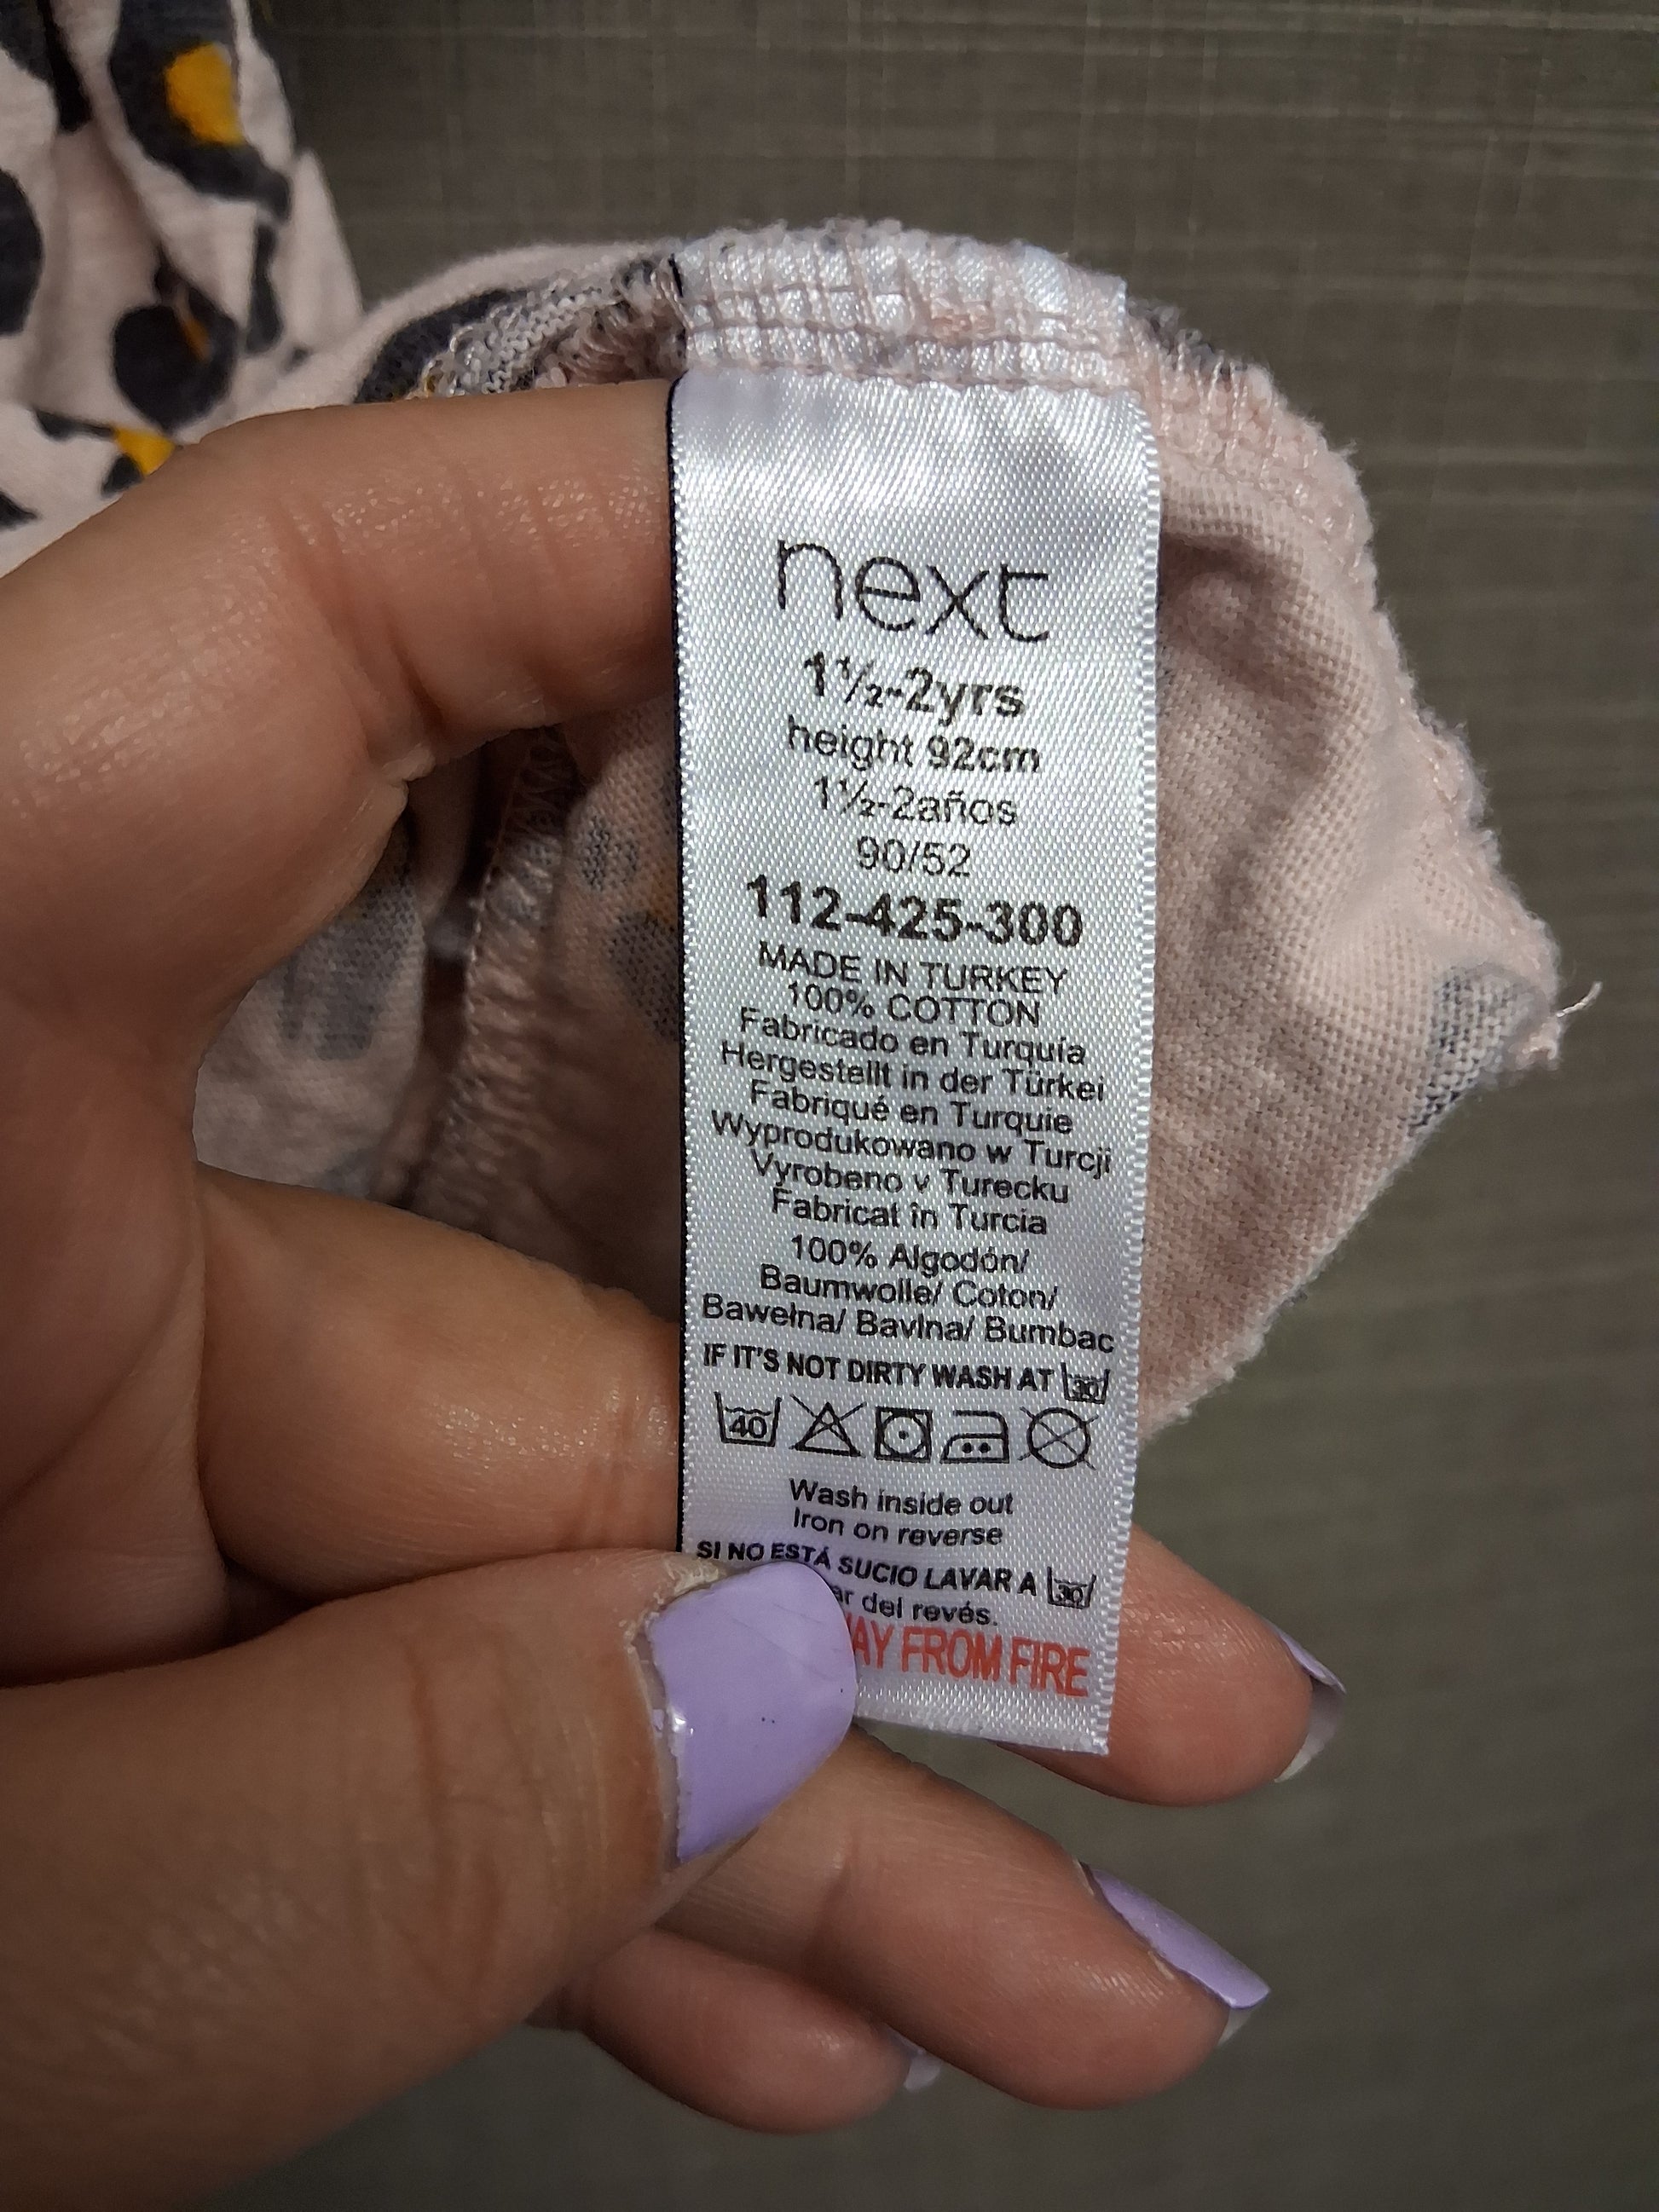 next
1½-2yrs
height 92cm
1½-2años
90/52
112-425-300
MADE IN TURKEY
100% COTTON
Fabricado en Turquía
Hergestellt in der Türkei
Fabriqué en Turquie
Wyprodukowano w Turcji
Vyrobeno v Turecku
Fabricat în Turcia
100% Algodón/
Baumwolle/ Coton/
Bawełna/ Bavlna/ Bumbac
IF IT'S NOT DIRTY WASH AT 30
40
Wash inside out
Iron on reverse
SI NO ESTÁ SUCIO LAVAR A 30
del revés.
FROM FIRE